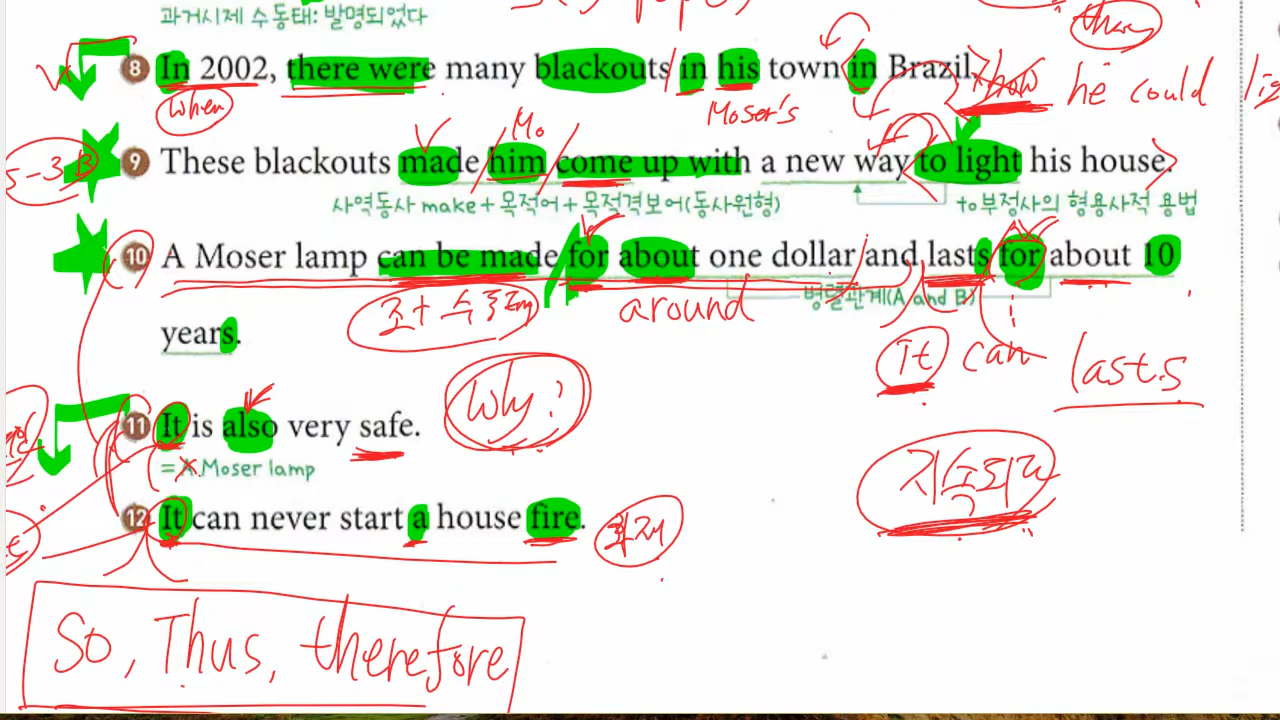 과거시제 수동태: 발명되었다
than
⑧ In 2002, there were many blackouts in his town in Brazil.
how he could
when
Moser's
Mo
5-3 B
⑨ These blackouts made him come up with a new way to light his house.
사역동사 make + 목적어 + 목적격보어(동사원형)
to부정사의 형용사적 용법
⑩ A Moser lamp can be made for about one dollar and lasts for about 10
병렬관계(A and B)
조+수동태
around
years.
It can
lasts
Why?
⑪ It is also very safe.
= A Moser lamp
지속되다
⑫ It can never start a house fire.
화재
So, Thus, therefore